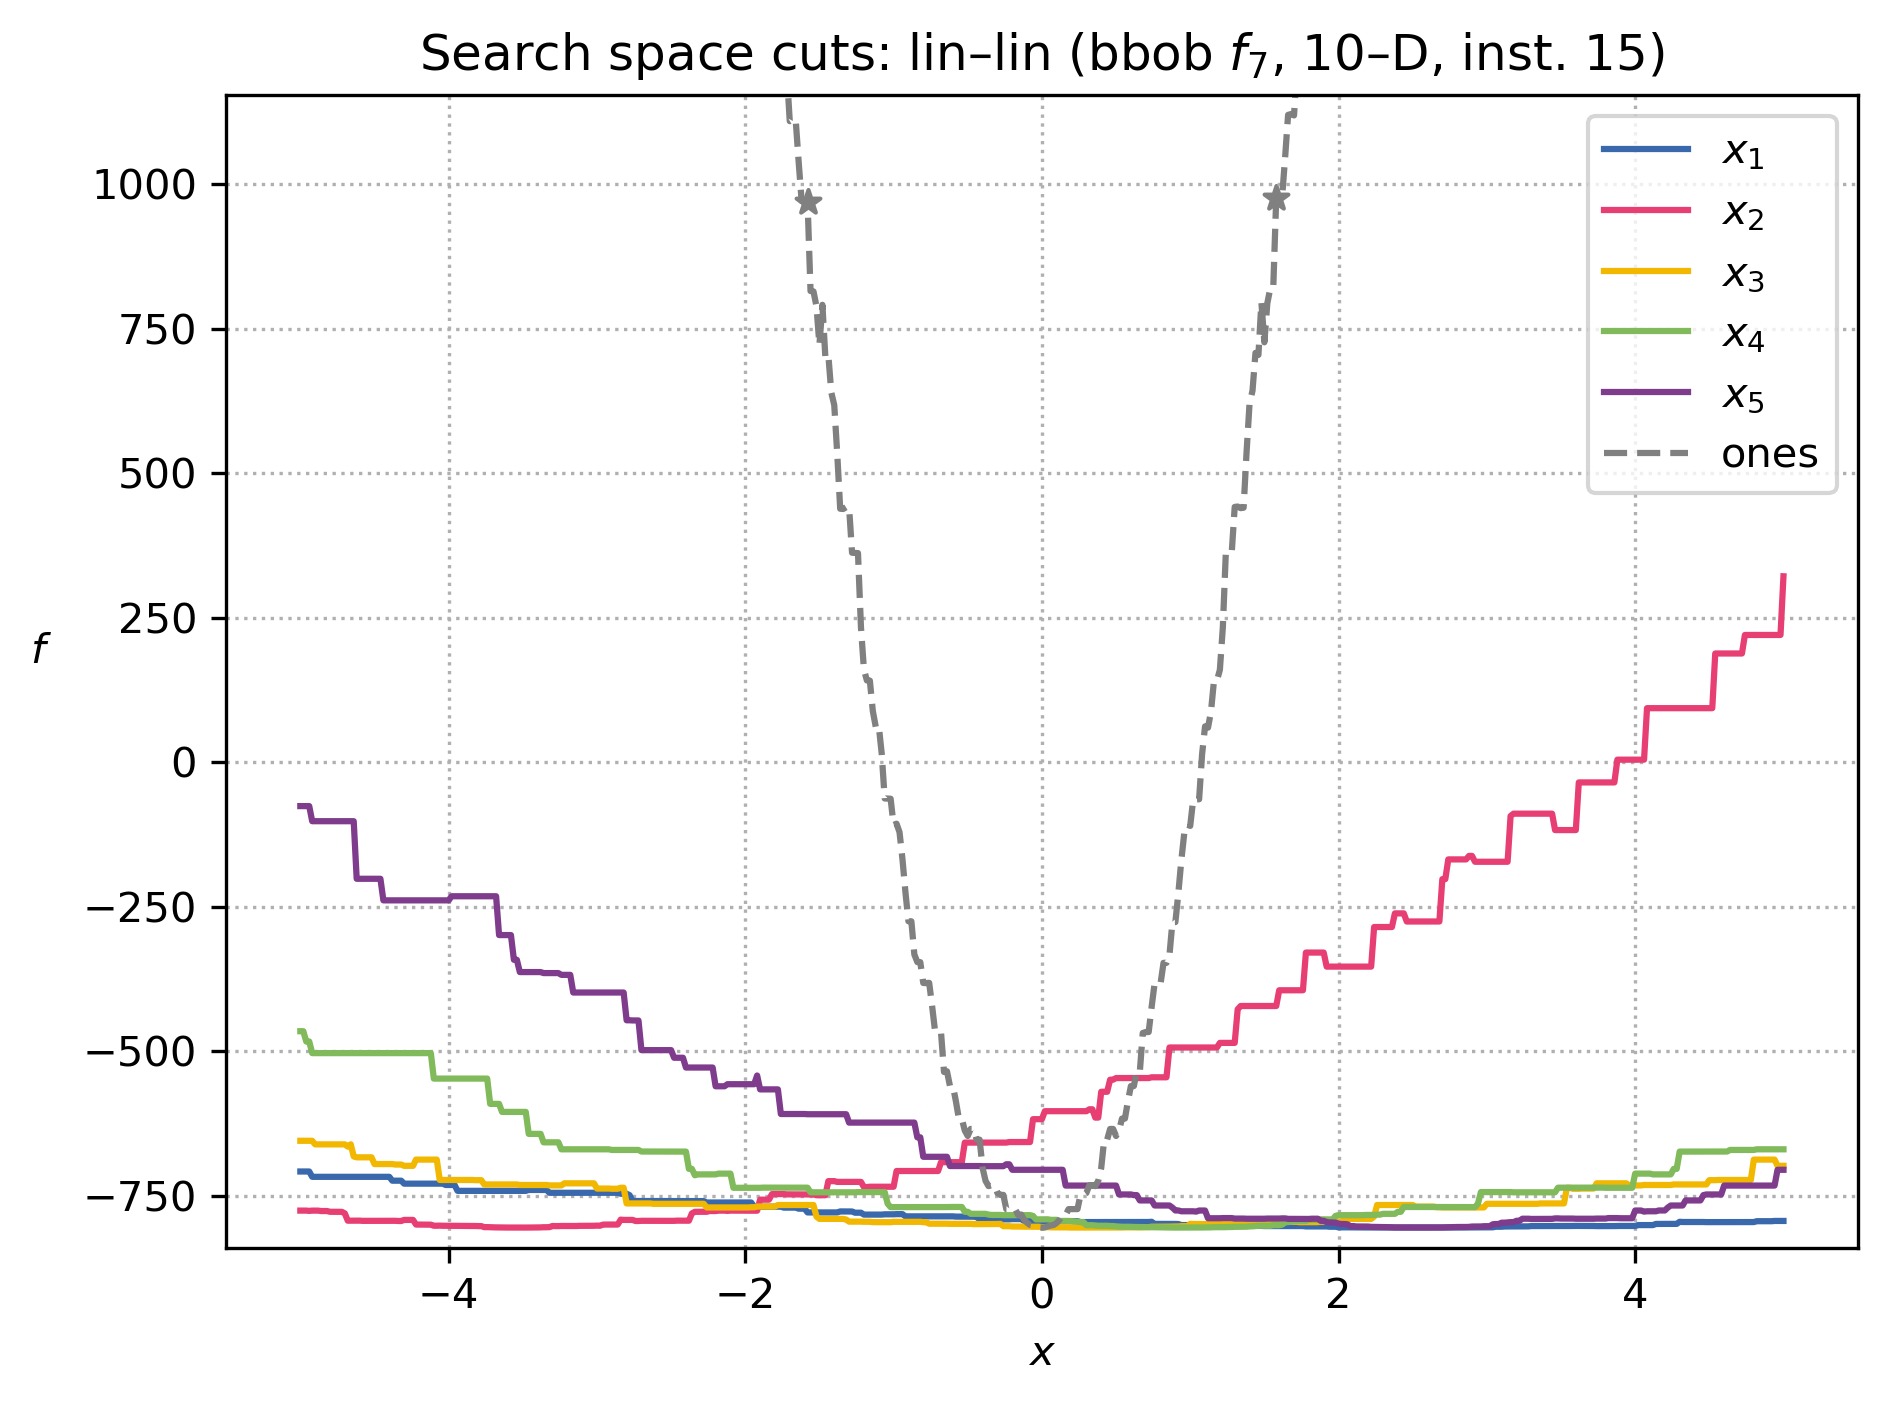 Search space cuts: lin–lin (bbob f₇, 10–D, inst. 15)
1000
750
500
250
0
−250
−500
−750
f
−4
−2
0
2
4
x
x₁
x₂
x₃
x₄
x₅
ones